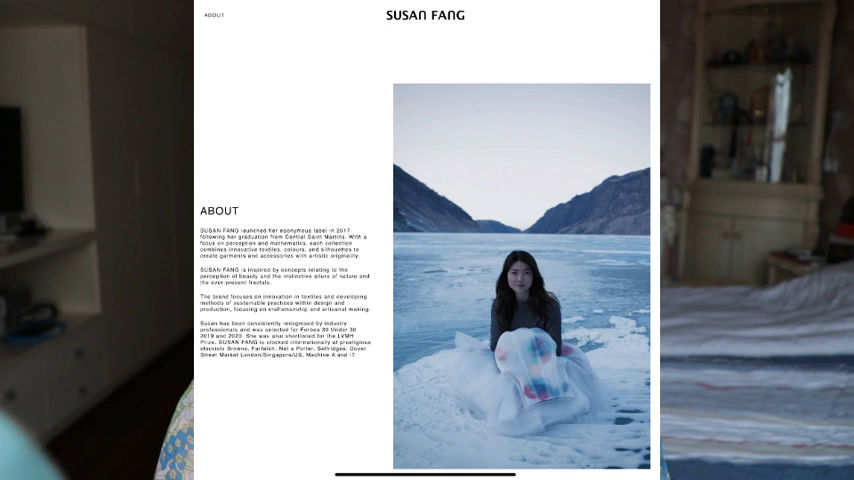 ABOUT
SUSAN FANG
ABOUT
SUSAN FANG launched her eponymous label in 2017
following her graduation from Central Saint Martins. With a
focus on perception and mathematics, each collection
combines innovative textiles, colours, and silhouettes to
create garments and accessories with artistic originality.
SUSAN FANG is inspired by concepts relating to the
perception of beauty and the instinctive allure of nature and
the ever-present fractals.
The brand focuses on innovation in textiles and developing
methods of sustainable practices within design and
production, focusing on craftsmanship and artisanal making.
Susan has been consistently recognised by industry
professionals and was selected for Forbes 30 Under 30
2019 and 2020. She was also shortlisted for the LVMH
Prize. SUSAN FANG is stocked internationally at prestigious
stockists Browns, Farfetch, Net a Porter, Selfridges, Dover
Street Market London/Singapore/US, Machine A and IT.